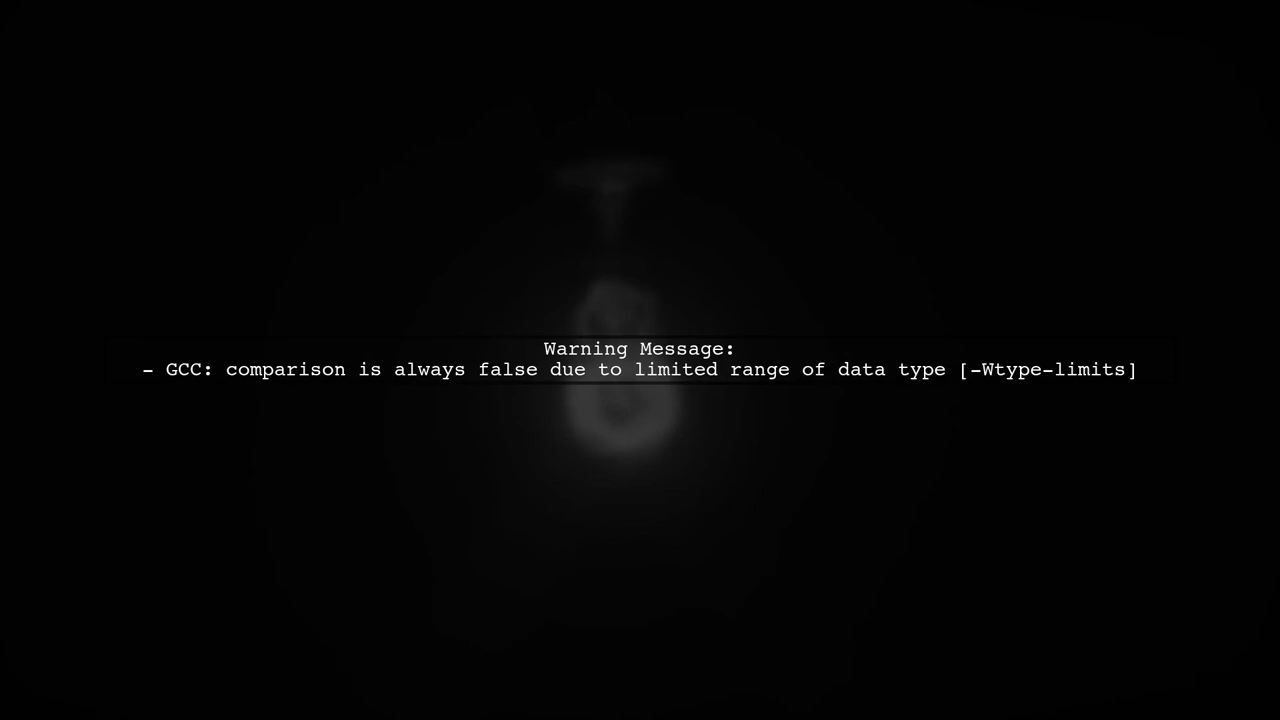 Warning Message:
- GCC: comparison is always false due to limited range of data type [-Wtype-limits]